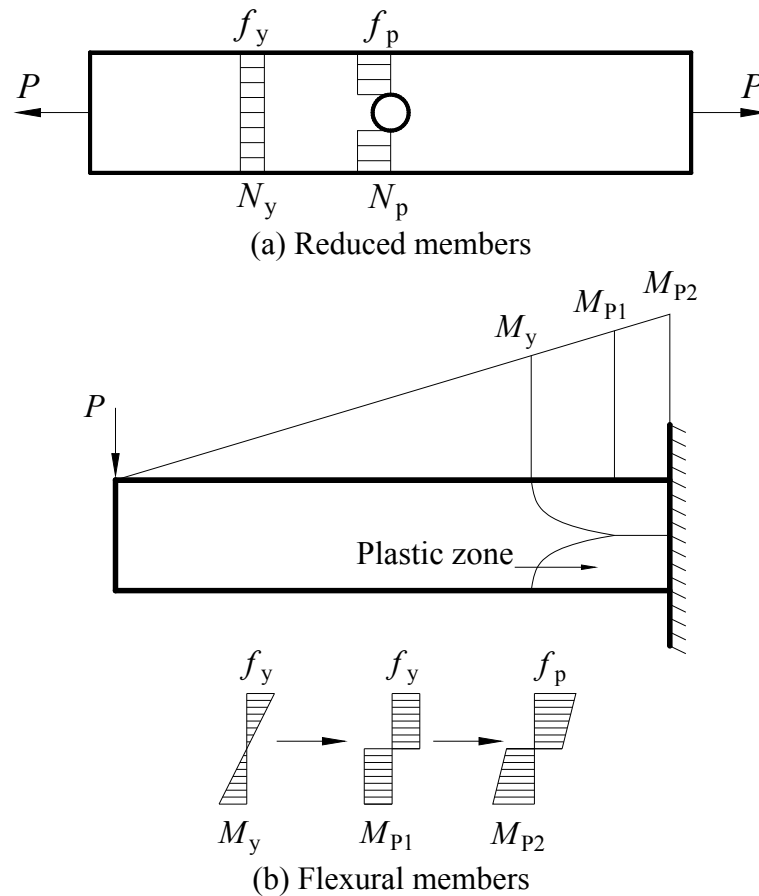 f_y f_p
P P
N_y N_p
(a) Reduced members
M_P2
M_P1
M_y
P
Plastic zone
f_y f_y f_p
M_y M_P1 M_P2
(b) Flexural members